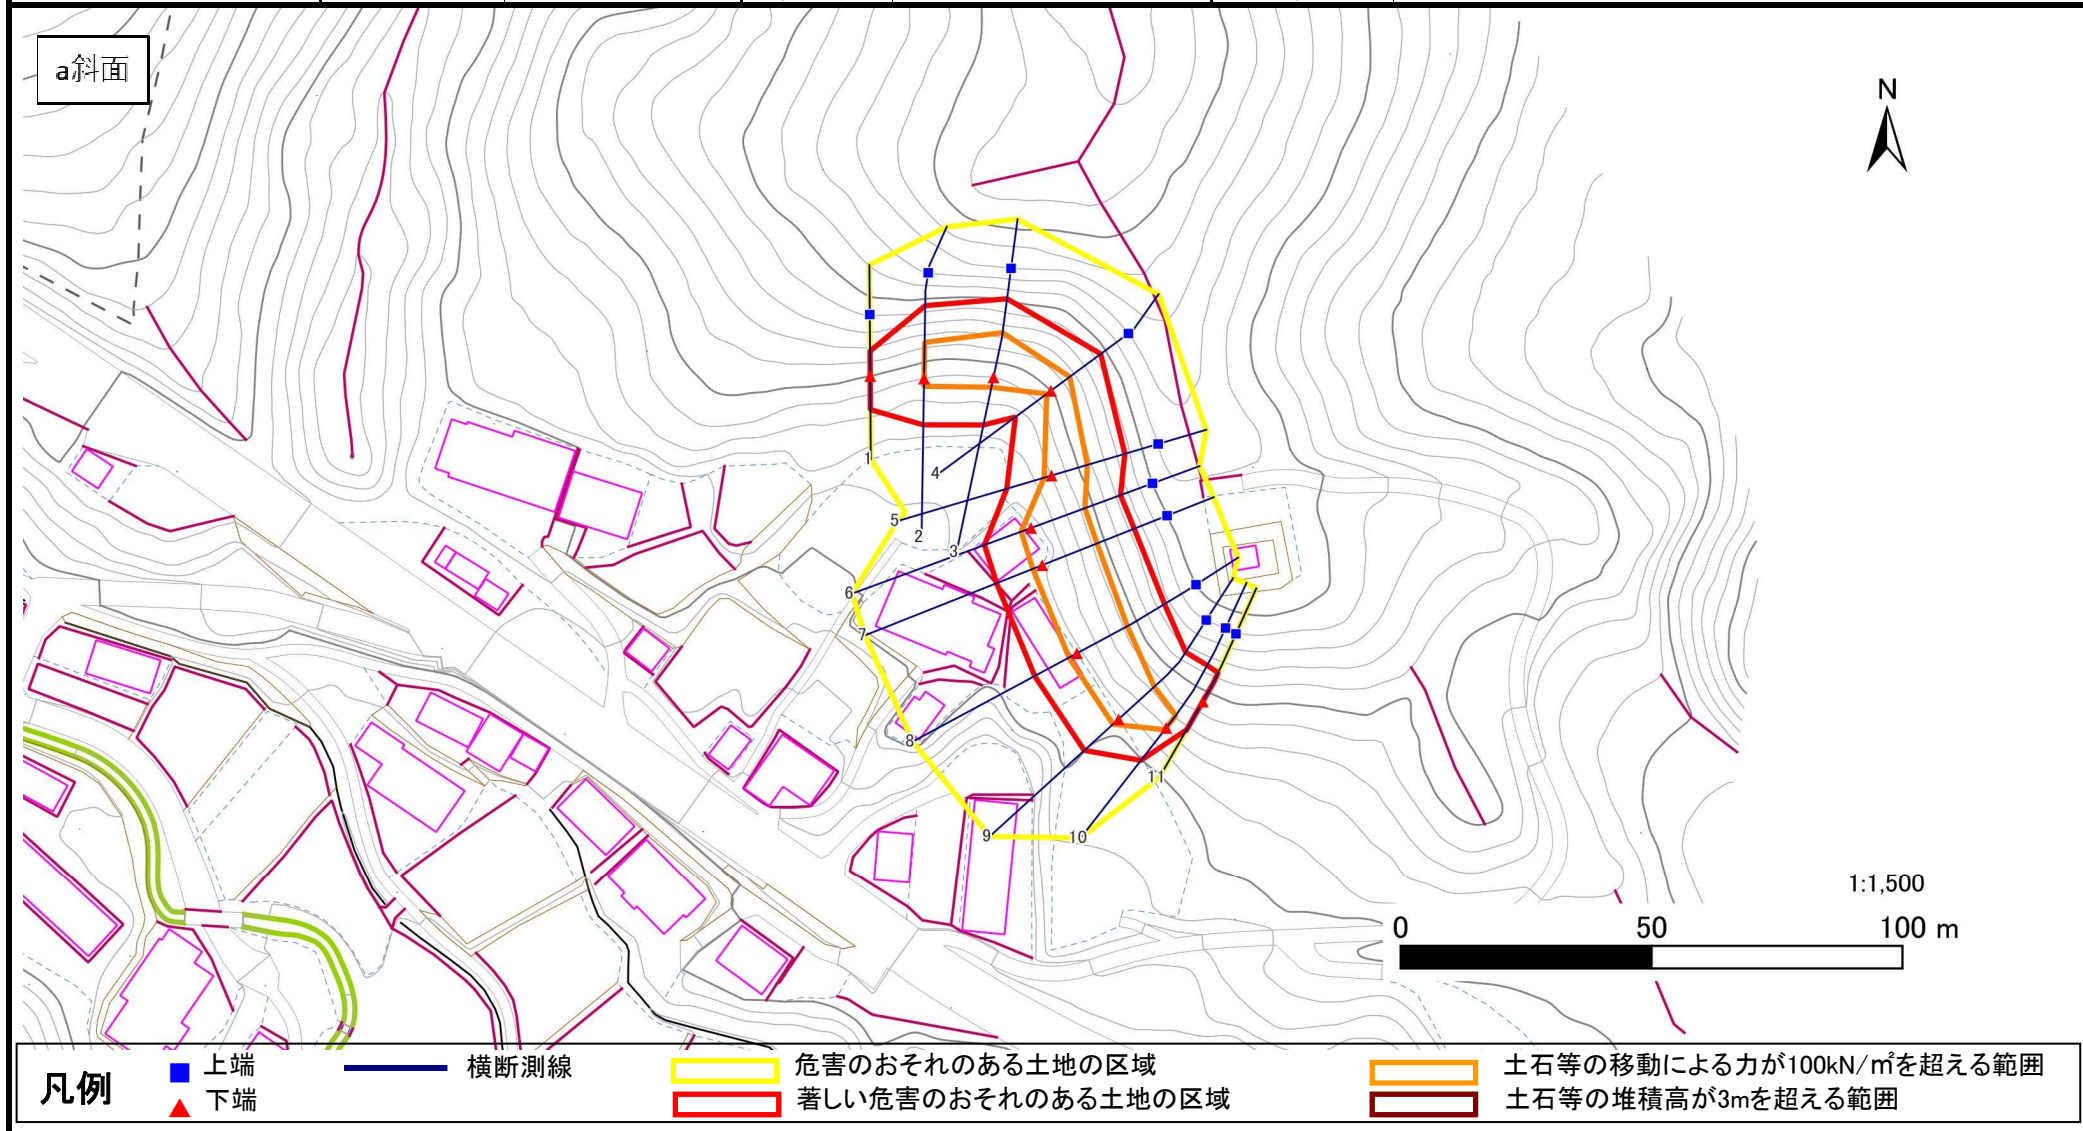 a斜面
N
1
4
5
2
3
6
7
8
11
9
10
1:1,500
0 50 100 m
凡例
上端
横断測線
危害のおそれのある土地の区域
土石等の移動による力が100kN/㎡を超える範囲
下端
著しい危害のおそれのある土地の区域
土石等の堆積高が3mを超える範囲